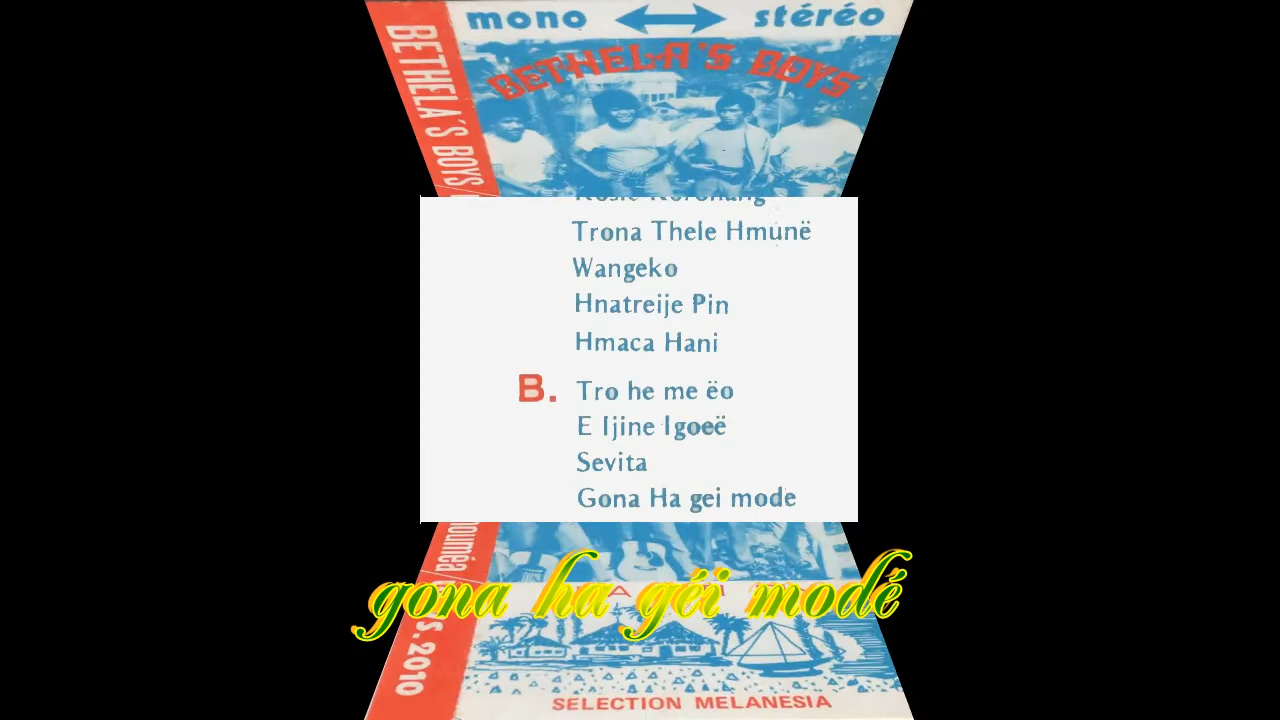 mono stéréo
BETHELA'S BOYS
BETHELA'S BOYS
Trona Thele Hmunë
Wangeko
Hnatreije Pin
Hmaca Hani
B. Tro he me ëo
E Ijine Igoeë
Sevita
Gona Ha gei mode
gona ha géi modé
2010
SELECTION MELANESIA